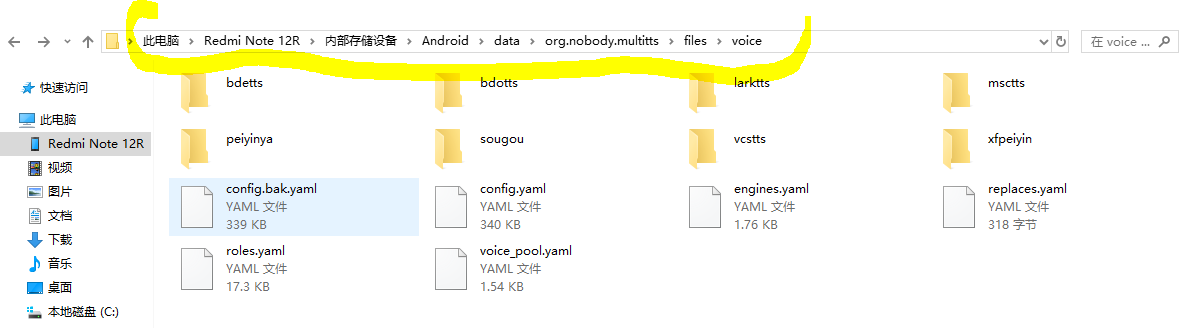 此电脑 > Redmi Note 12R > 内部存储设备 > Android > data > org.nobody.multitts > files > voice
在 voice ...
快速访问
此电脑
Redmi Note 12R
视频
图片
文档
下载
音乐
桌面
本地磁盘 (C:)
bdetts
bdotts
larktts
msctts
peiyinya
sougou
vcstts
xfpeiyin
config.bak.yaml
YAML 文件
339 KB
config.yaml
YAML 文件
340 KB
engines.yaml
YAML 文件
1.76 KB
replaces.yaml
YAML 文件
318 字节
roles.yaml
YAML 文件
17.3 KB
voice_pool.yaml
YAML 文件
1.54 KB